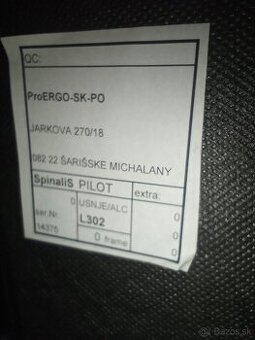 QC:
ProERGO-SK-PO
JARKOVA 270/18
082 22 ŠARIŠSKE MICHALANY
SpinaliS PILOT extra:
0 USNJE/ALC 0
ser.Nr. L302 0
14375 0 frame 0
Bazos.sk